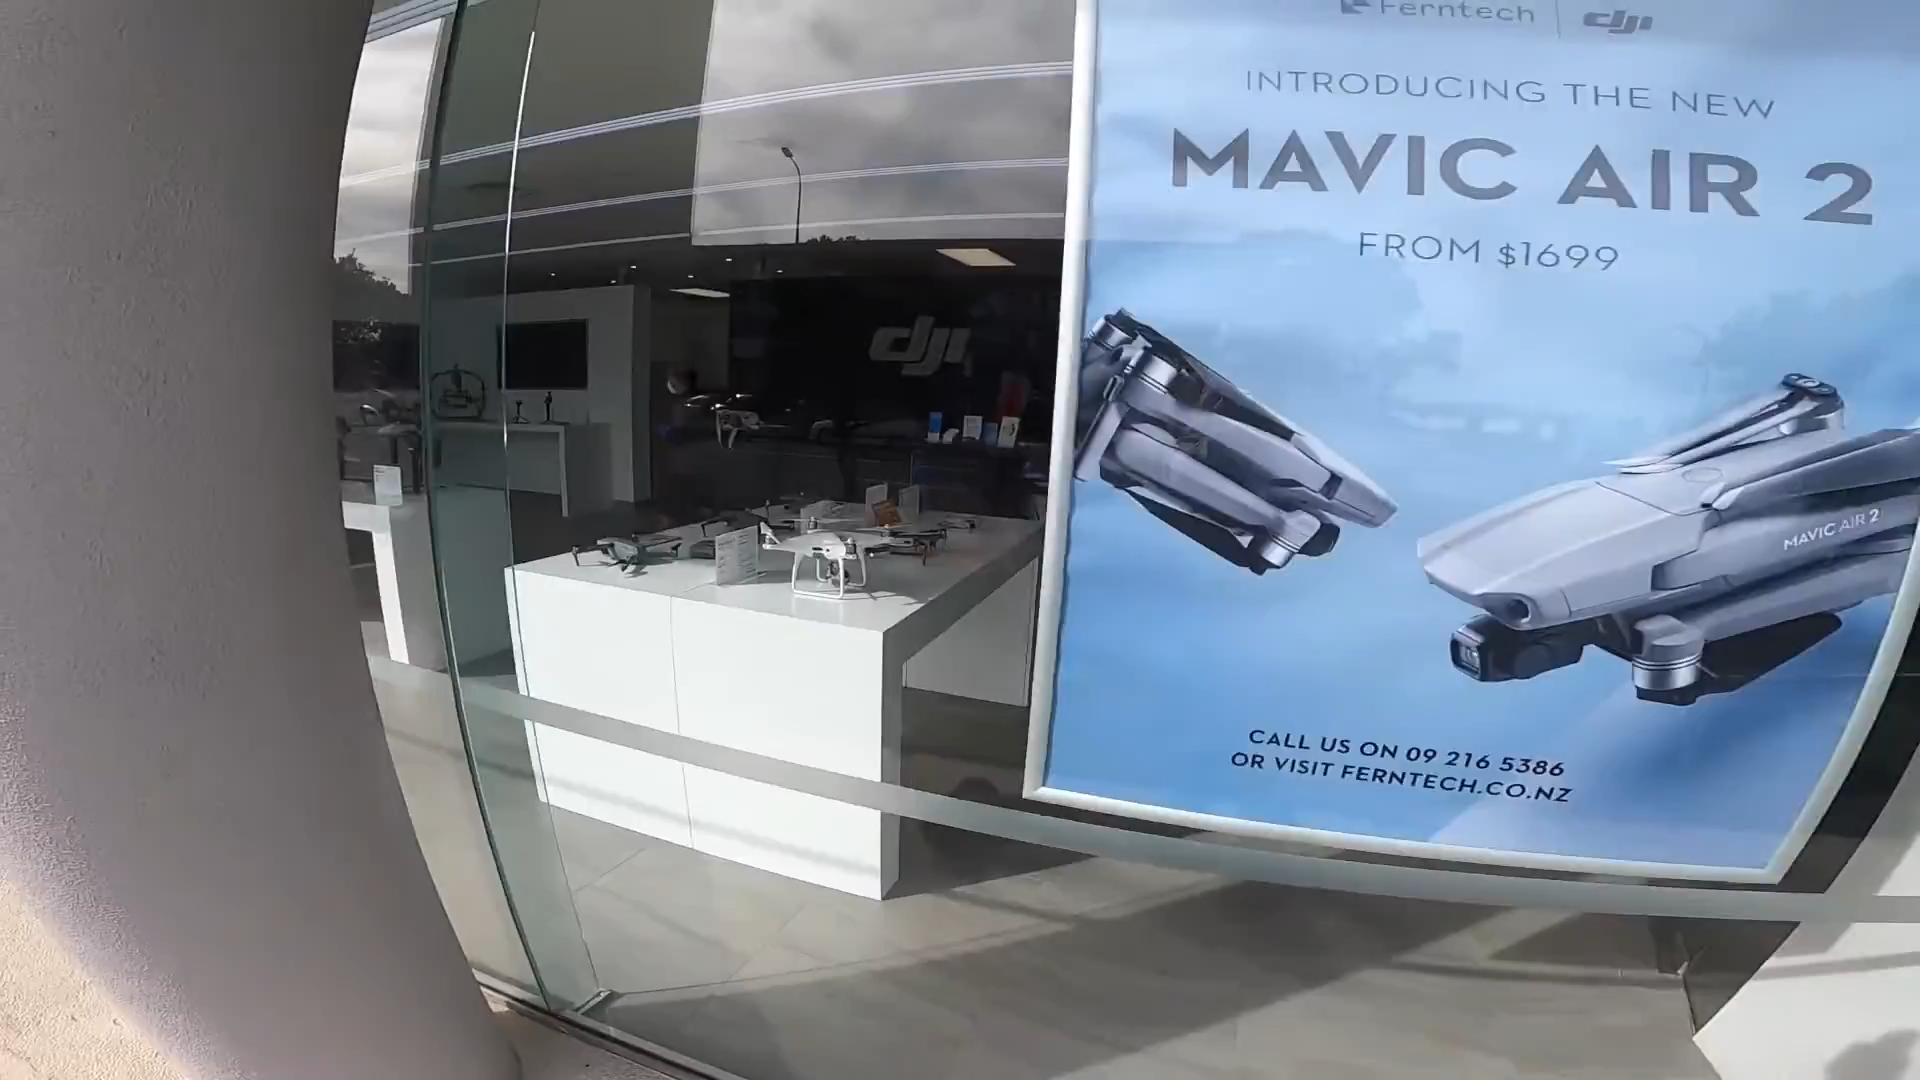 Ferntech dji
INTRODUCING THE NEW
MAVIC AIR 2
FROM $1699
dji
MAVIC AIR 2
CALL US ON 09 216 5386
OR VISIT FERNTECH.CO.NZ